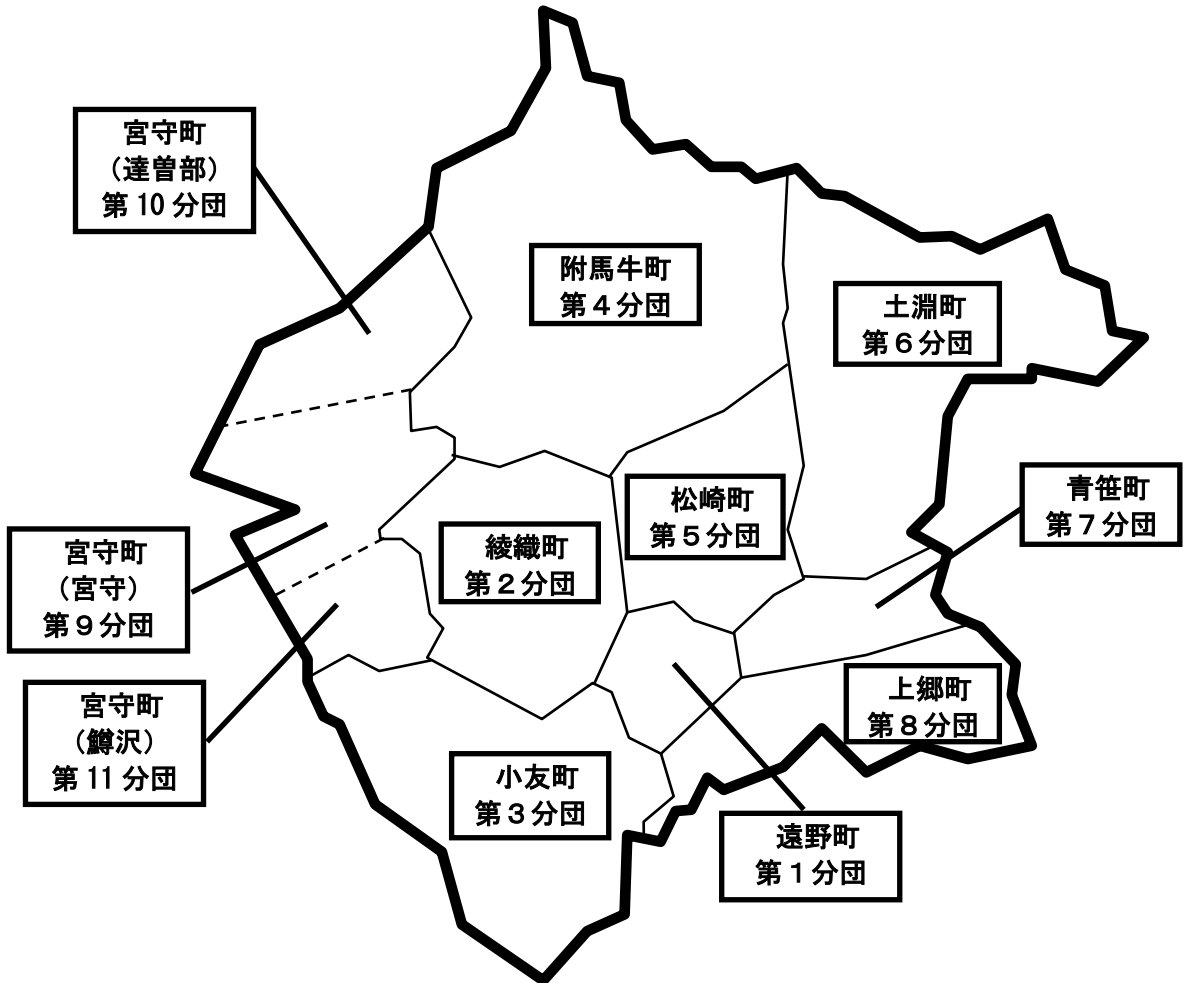 宮守町
（達曽部）
第10分団
附馬牛町
第４分団
土淵町
第６分団
松崎町
第５分団
青笹町
第７分団
綾織町
第２分団
宮守町
（宮守）
第９分団
宮守町
（鱒沢）
第11分団
上郷町
第８分団
小友町
第３分団
遠野町
第１分団